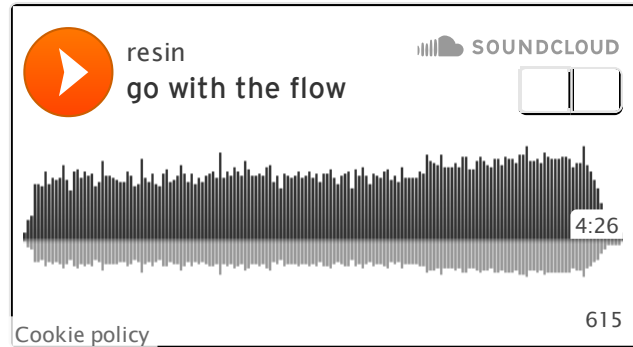 resin
SOUNDCLOUD
go with the flow
4:26
615
Cookie policy